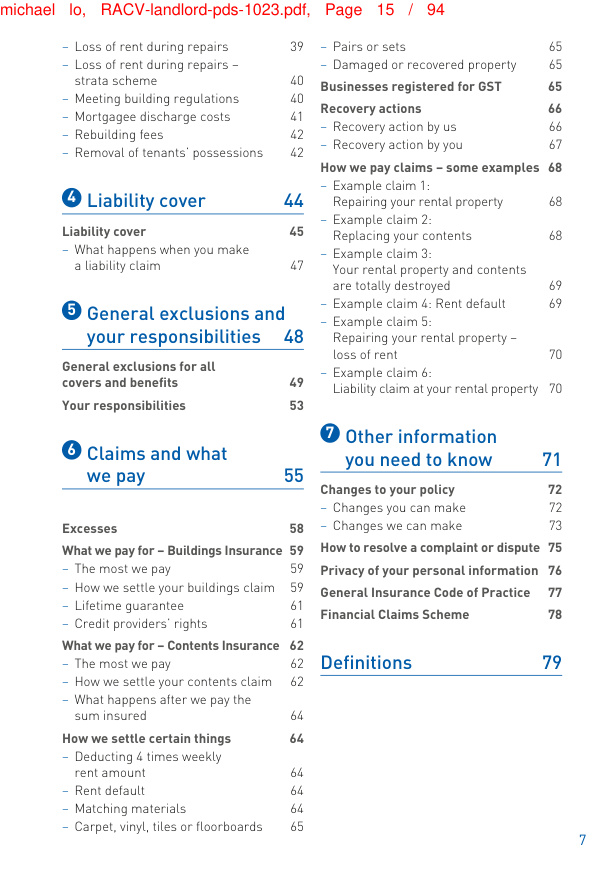 michael lo, RACV-landlord-pds-1023.pdf, Page 15 / 94
– Loss of rent during repairs 39
– Loss of rent during repairs –
strata scheme 40
– Meeting building regulations 40
– Mortgagee discharge costs 41
– Rebuilding fees 42
– Removal of tenants' possessions 42
4 Liability cover 44
Liability cover 45
– What happens when you make
a liability claim 47
5 General exclusions and
your responsibilities 48
General exclusions for all
covers and benefits 49
Your responsibilities 53
6 Claims and what
we pay 55
Excesses 58
What we pay for – Buildings Insurance 59
– The most we pay 59
– How we settle your buildings claim 59
– Lifetime guarantee 61
– Credit providers' rights 61
What we pay for – Contents Insurance 62
– The most we pay 62
– How we settle your contents claim 62
– What happens after we pay the
sum insured 64
How we settle certain things 64
– Deducting 4 times weekly
rent amount 64
– Rent default 64
– Matching materials 64
– Carpet, vinyl, tiles or floorboards 65
– Pairs or sets 65
– Damaged or recovered property 65
Businesses registered for GST 65
Recovery actions 66
– Recovery action by us 66
– Recovery action by you 67
How we pay claims – some examples 68
– Example claim 1:
Repairing your rental property 68
– Example claim 2:
Replacing your contents 68
– Example claim 3:
Your rental property and contents
are totally destroyed 69
– Example claim 4: Rent default 69
– Example claim 5:
Repairing your rental property –
loss of rent 70
– Example claim 6:
Liability claim at your rental property 70
7 Other information
you need to know 71
Changes to your policy 72
– Changes you can make 72
– Changes we can make 73
How to resolve a complaint or dispute 75
Privacy of your personal information 76
General Insurance Code of Practice 77
Financial Claims Scheme 78
Definitions 79
7